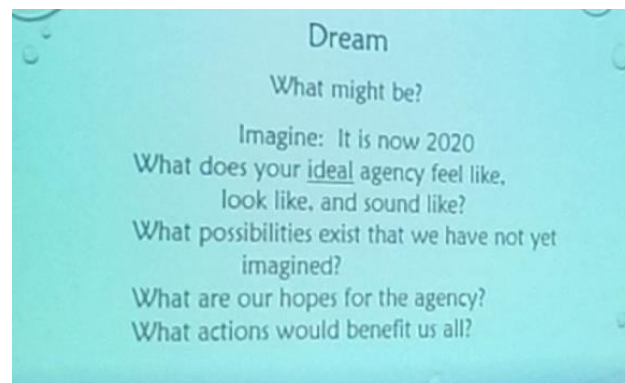 Dream
What might be?
Imagine: It is now 2020
What does your ideal agency feel like,
look like, and sound like?
What possibilities exist that we have not yet
imagined?
What are our hopes for the agency?
What actions would benefit us all?